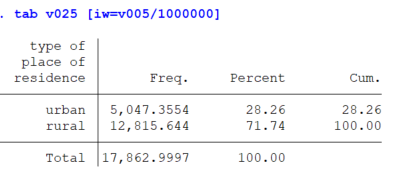 . tab v025 [iw=v005/1000000]
type of
place of
residence Freq. Percent Cum.
urban 5,047.3554 28.26 28.26
rural 12,815.644 71.74 100.00
Total 17,862.9997 100.00